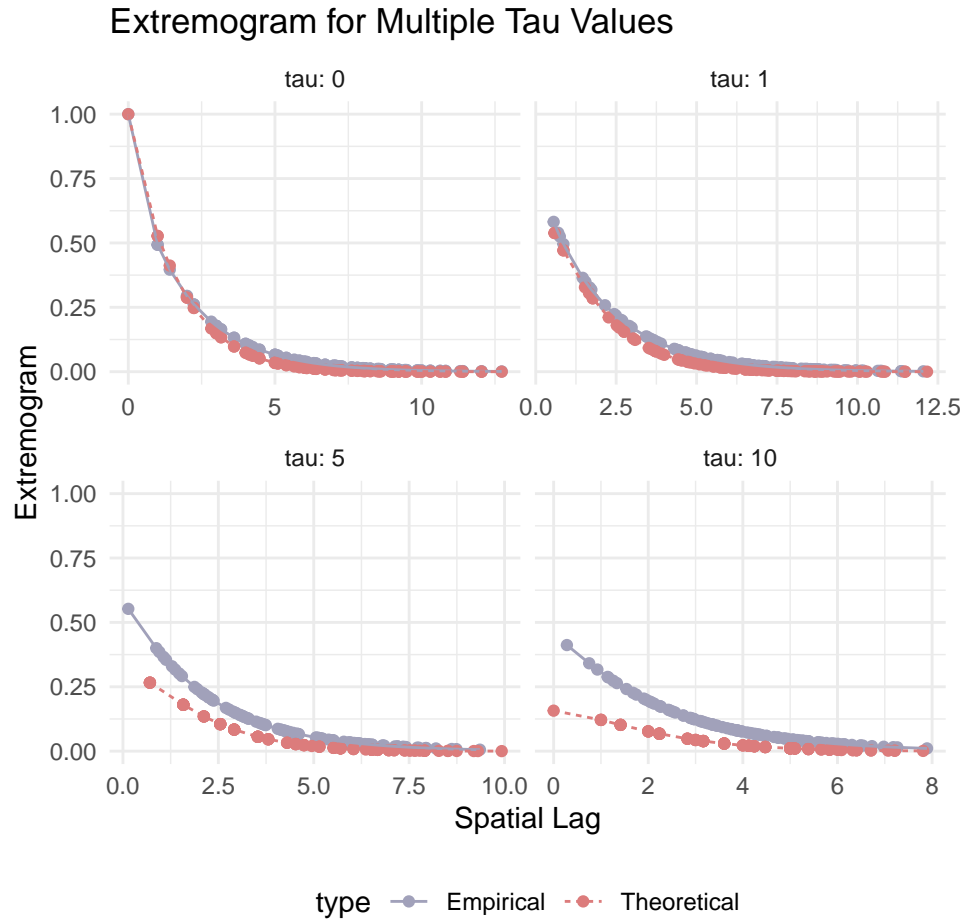 Extremogram for Multiple Tau Values
tau: 0
tau: 1
1.00
0.75
0.50
0.25
0.00
0
5
10
0.0
2.5
5.0
7.5
10.0
12.5
tau: 5
tau: 10
1.00
0.75
0.50
0.25
0.00
0.0
2.5
5.0
7.5
10.0
0
2
4
6
8
Extremogram
Spatial Lag
type
Empirical
Theoretical